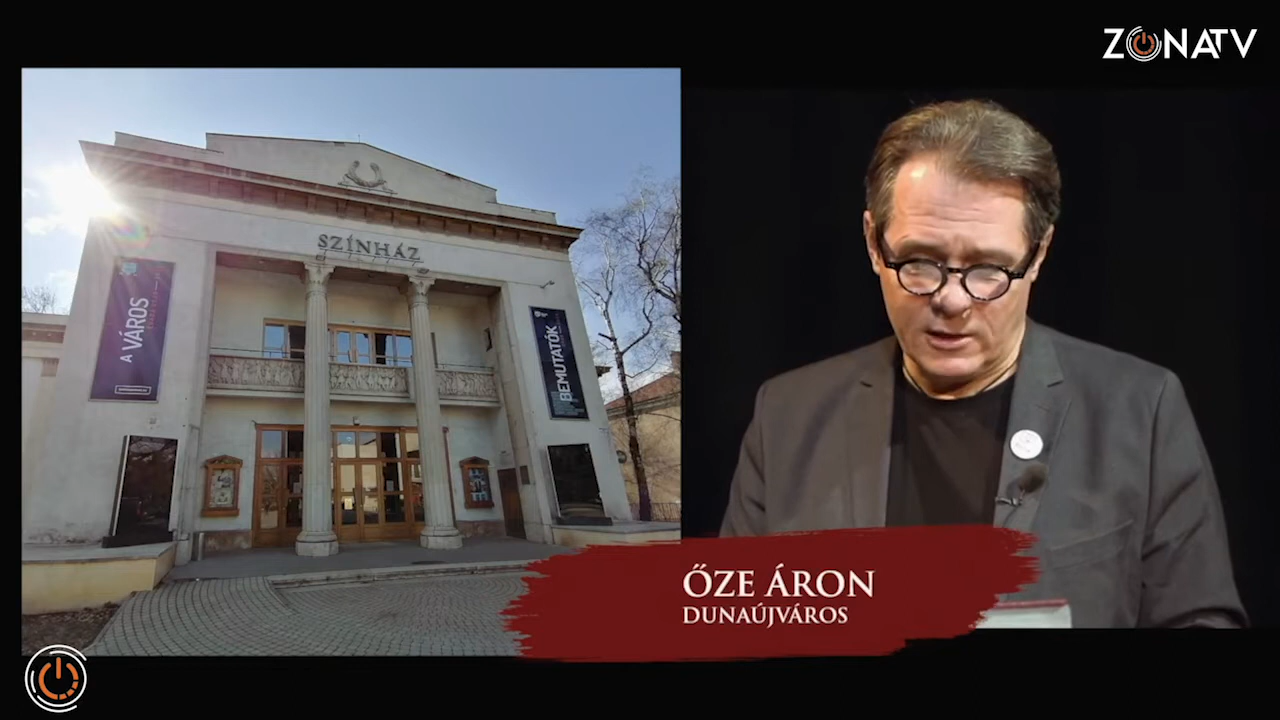 ZONATV
SZÍNHÁZ
A VÁROS
BEMUTATÓK
ŐZE ÁRON
DUNAÚJVÁROS